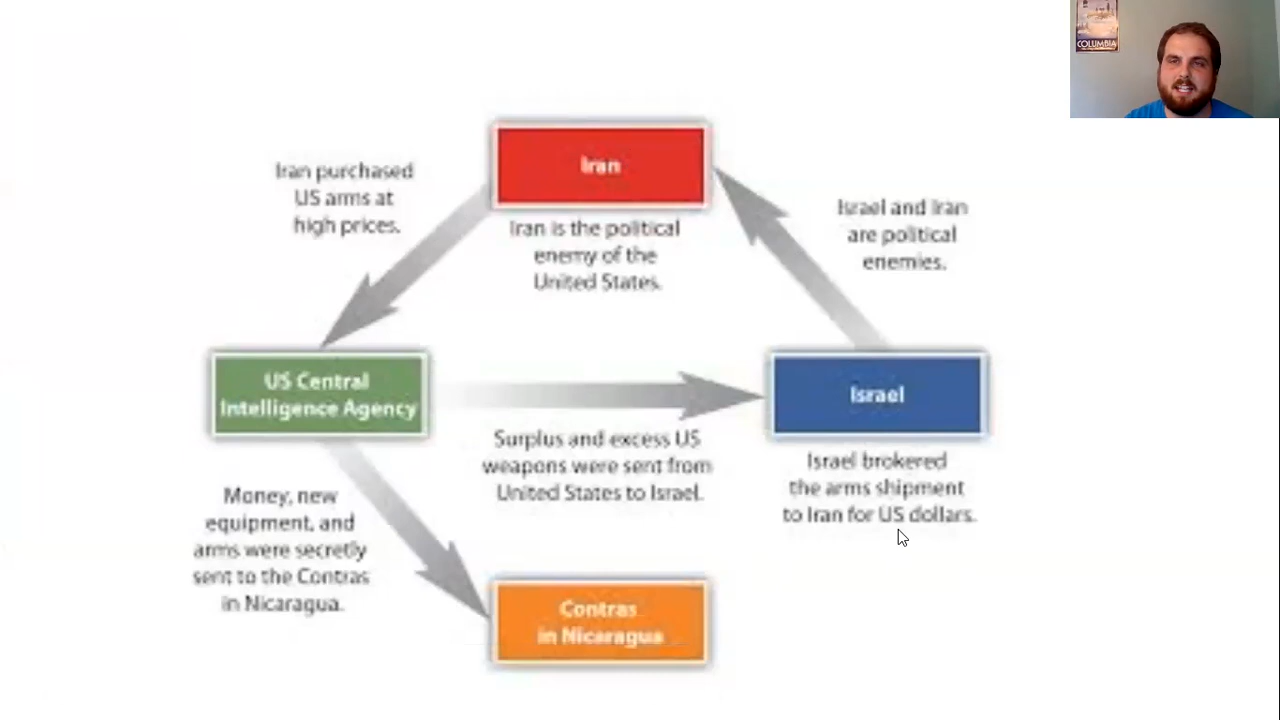 COLUMBIA
Iran
Iran purchased
US arms at
high prices.
Iran is the political
enemy of the
United States.
Israel and Iran
are political
enemies.
US Central
Intelligence Agency
Israel
Surplus and excess US
weapons were sent from
United States to Israel.
Israel brokered
the arms shipment
to Iran for US dollars.
Money, new
equipment, and
arms were secretly
sent to the Contras
in Nicaragua.
Contras
in Nicaragua